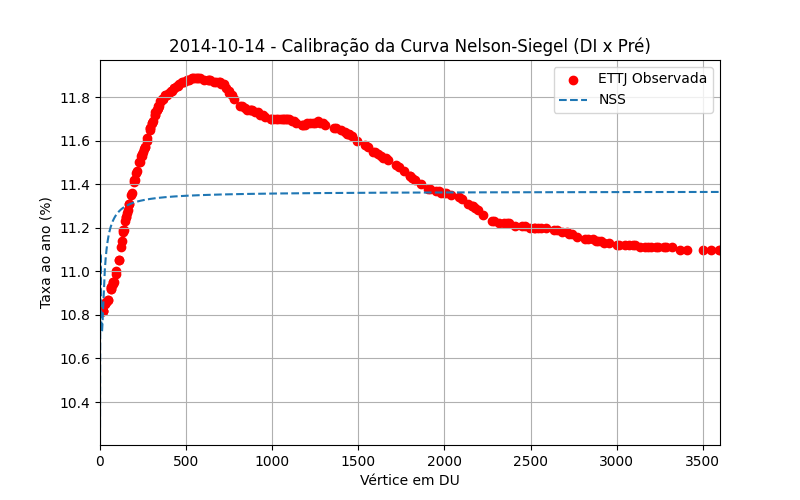 2014-10-14 - Calibração da Curva Nelson-Siegel (DI x Pré)
ETTJ Observada
NSS
Taxa ao ano (%)
11.8
11.6
11.4
11.2
11.0
10.8
10.6
10.4
0 500 1000 1500 2000 2500 3000 3500
Vértice em DU